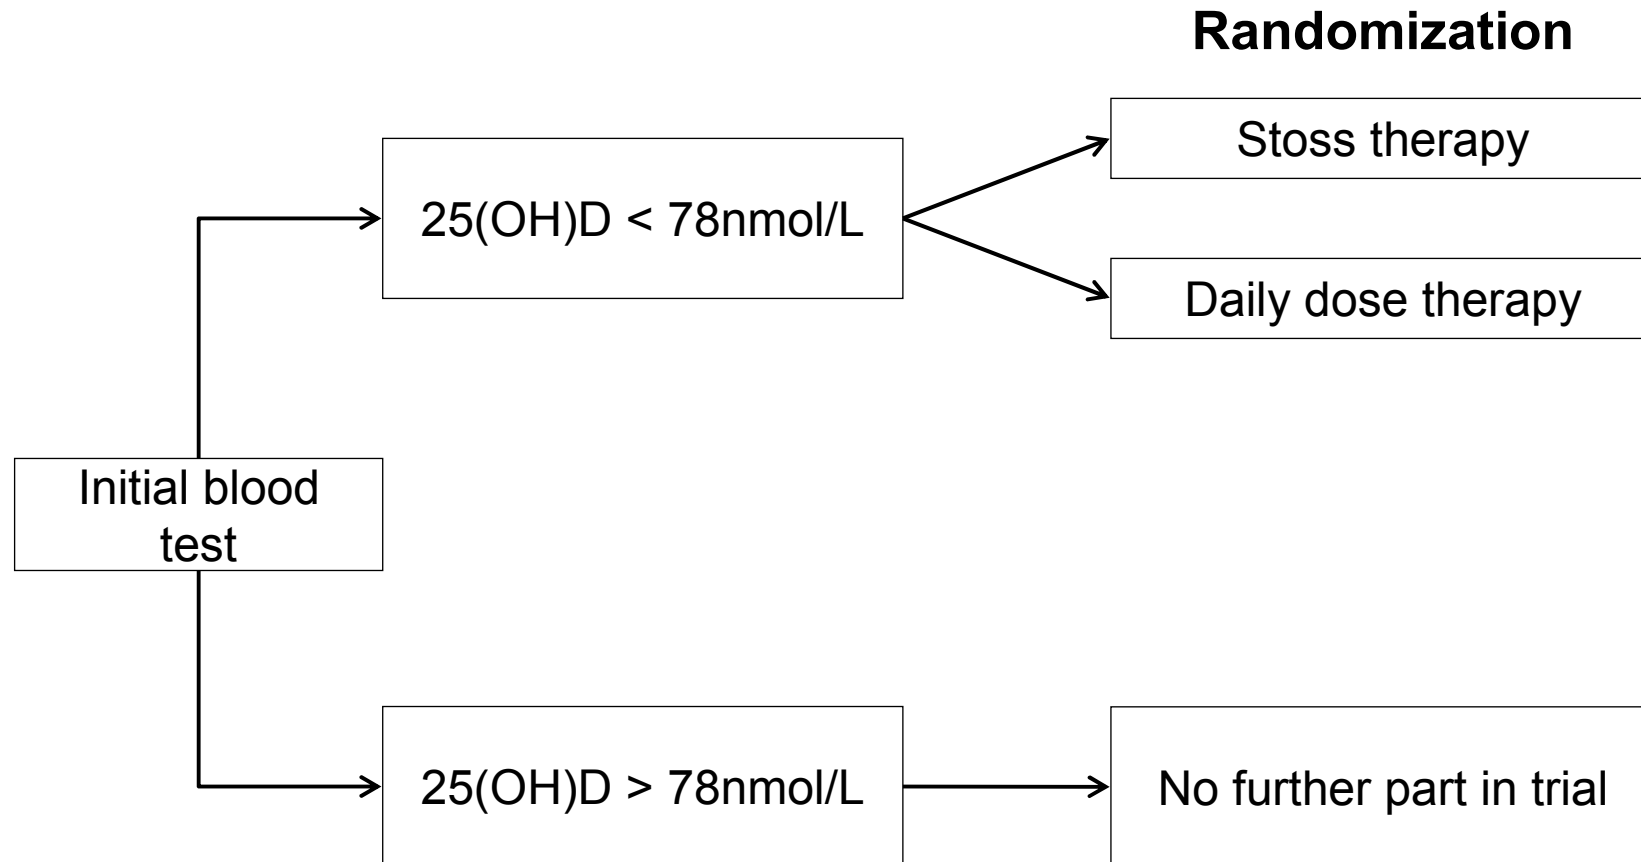 Randomization
Stoss therapy
25(OH)D < 78nmol/L
Daily dose therapy
Initial blood
test
25(OH)D > 78nmol/L
No further part in trial